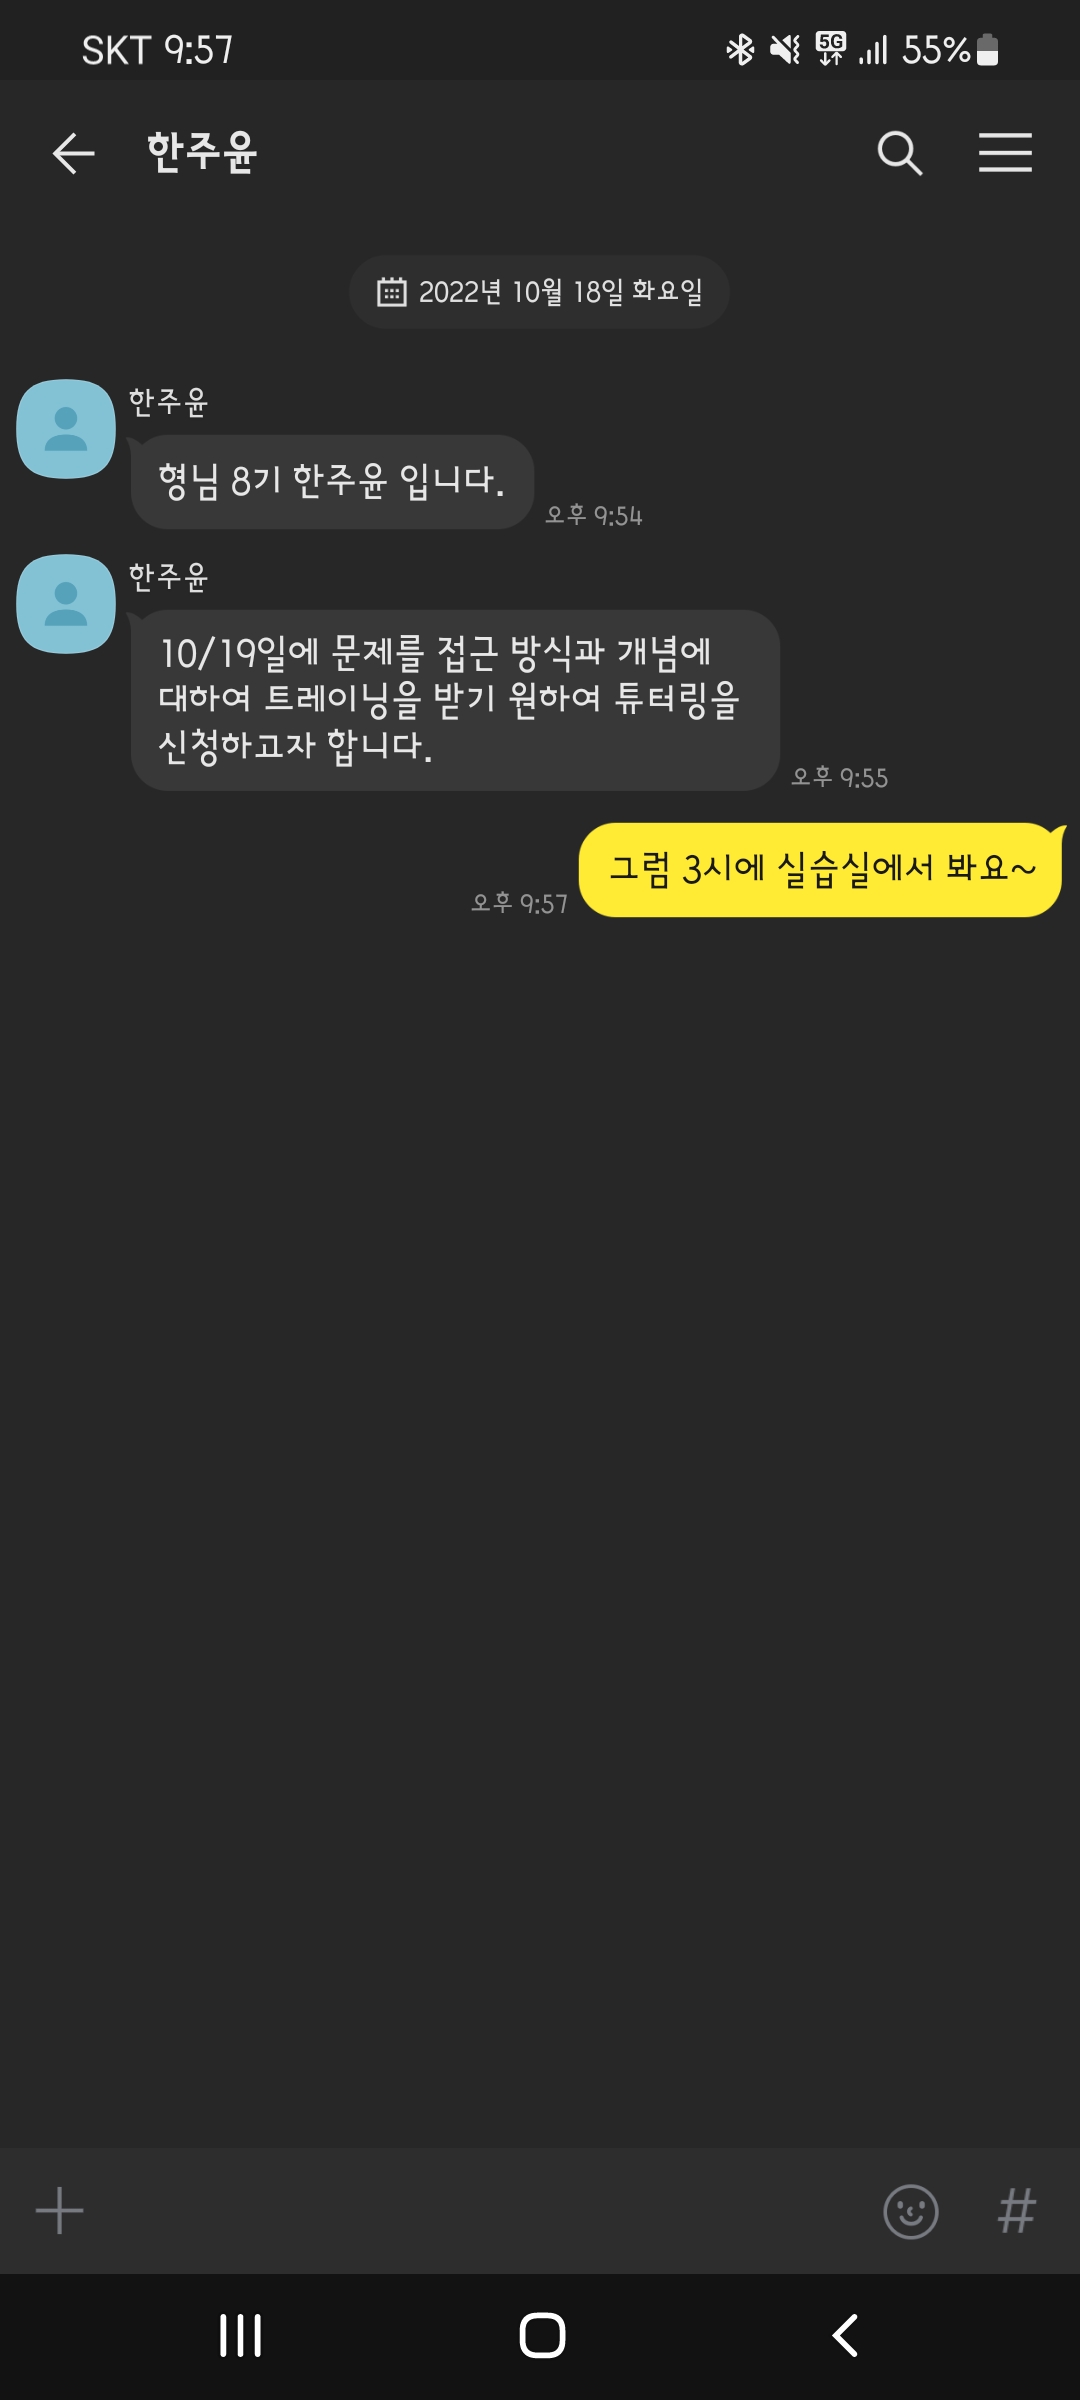 SKT 9:57
5G
55%
한주윤
2022년 10월 18일 화요일
한주윤
형님 8기 한주윤 입니다.
오후 9:54
한주윤
10/19일에 문제를 접근 방식과 개념에
대하여 트레이닝을 받기 원하여 튜터링을
신청하고자 합니다.
오후 9:55
그럼 3시에 실습실에서 봐요~
오후 9:57
#